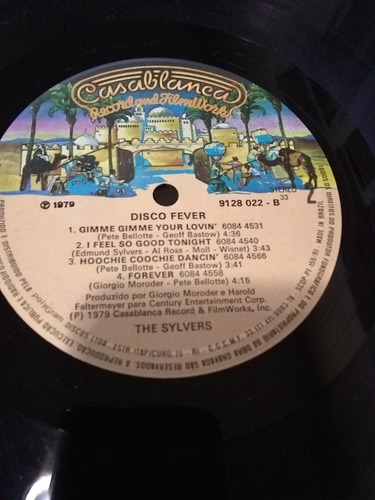 Casablanca
Record and FilmWorks
℗ 1979
9128 022 - B
STEREO
33
2
DISCO FEVER
1. GIMME GIMME YOUR LOVIN' 6084 4531
(Pete Bellotte - Geoff Bastow) 4:36
2. I FEEL SO GOOD TONIGHT 6084 4540
(Edmund Sylvers - Al Ross - Moll - Wisnet) 3:41
3. HOOCHIE COOCHIE DANCIN' 6084 4566
(Pete Bellotte - Geoff Bastow) 3:41
4. FOREVER 6084 4558
(Giorgio Moroder - Pete Bellotte) 4:15
Produzido por Giorgio Moroder e Harold
Faltermeyer para Century Entertainment Corp.
(P) 1979 Casablanca Record & FilmWorks, Inc.
THE SYLVERS